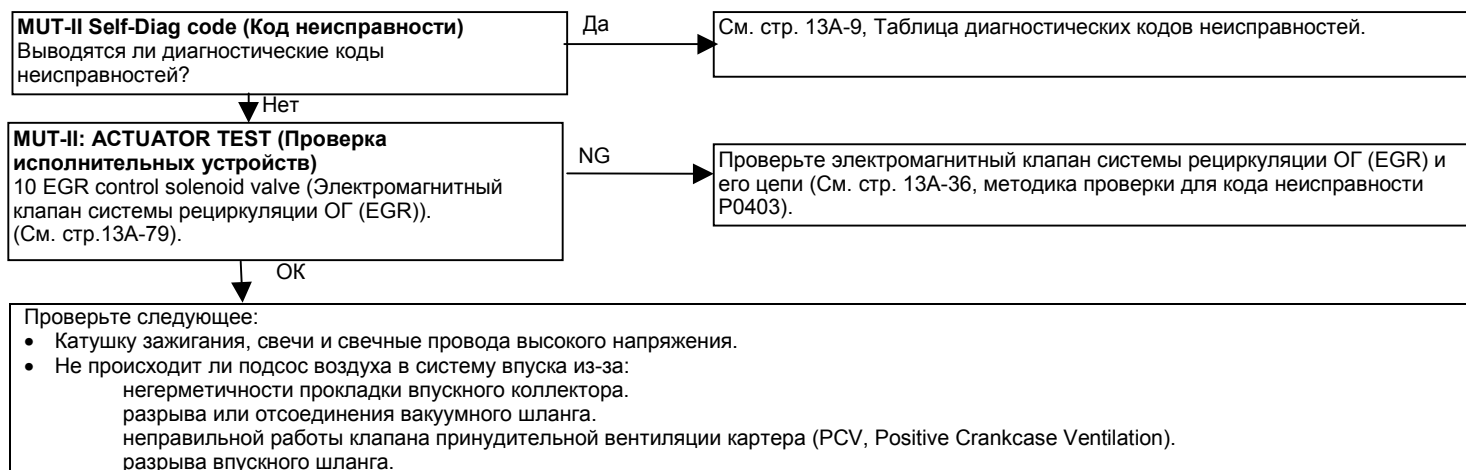 MUT-II Self-Diag code (Код неисправности)
Выводятся ли диагностические коды
неисправностей?
Да
См. стр. 13А-9, Таблица диагностических кодов неисправностей.
Нет
MUT-II: ACTUATOR TEST (Проверка
исполнительных устройств)
10 EGR control solenoid valve (Электромагнитный
клапан системы рециркуляции ОГ (EGR)).
(См. стр.13А-79).
NG
Проверьте электромагнитный клапан системы рециркуляции ОГ (EGR) и
его цепи (См. стр. 13А-36, методика проверки для кода неисправности
P0403).
ОК
Проверьте следующее:
• Катушку зажигания, свечи и свечные провода высокого напряжения.
• Не происходит ли подсос воздуха в систему впуска из-за:
негерметичности прокладки впускного коллектора.
разрыва или отсоединения вакуумного шланга.
неправильной работы клапана принудительной вентиляции картера (PCV, Positive Crankcase Ventilation).
разрыва впускного шланга.